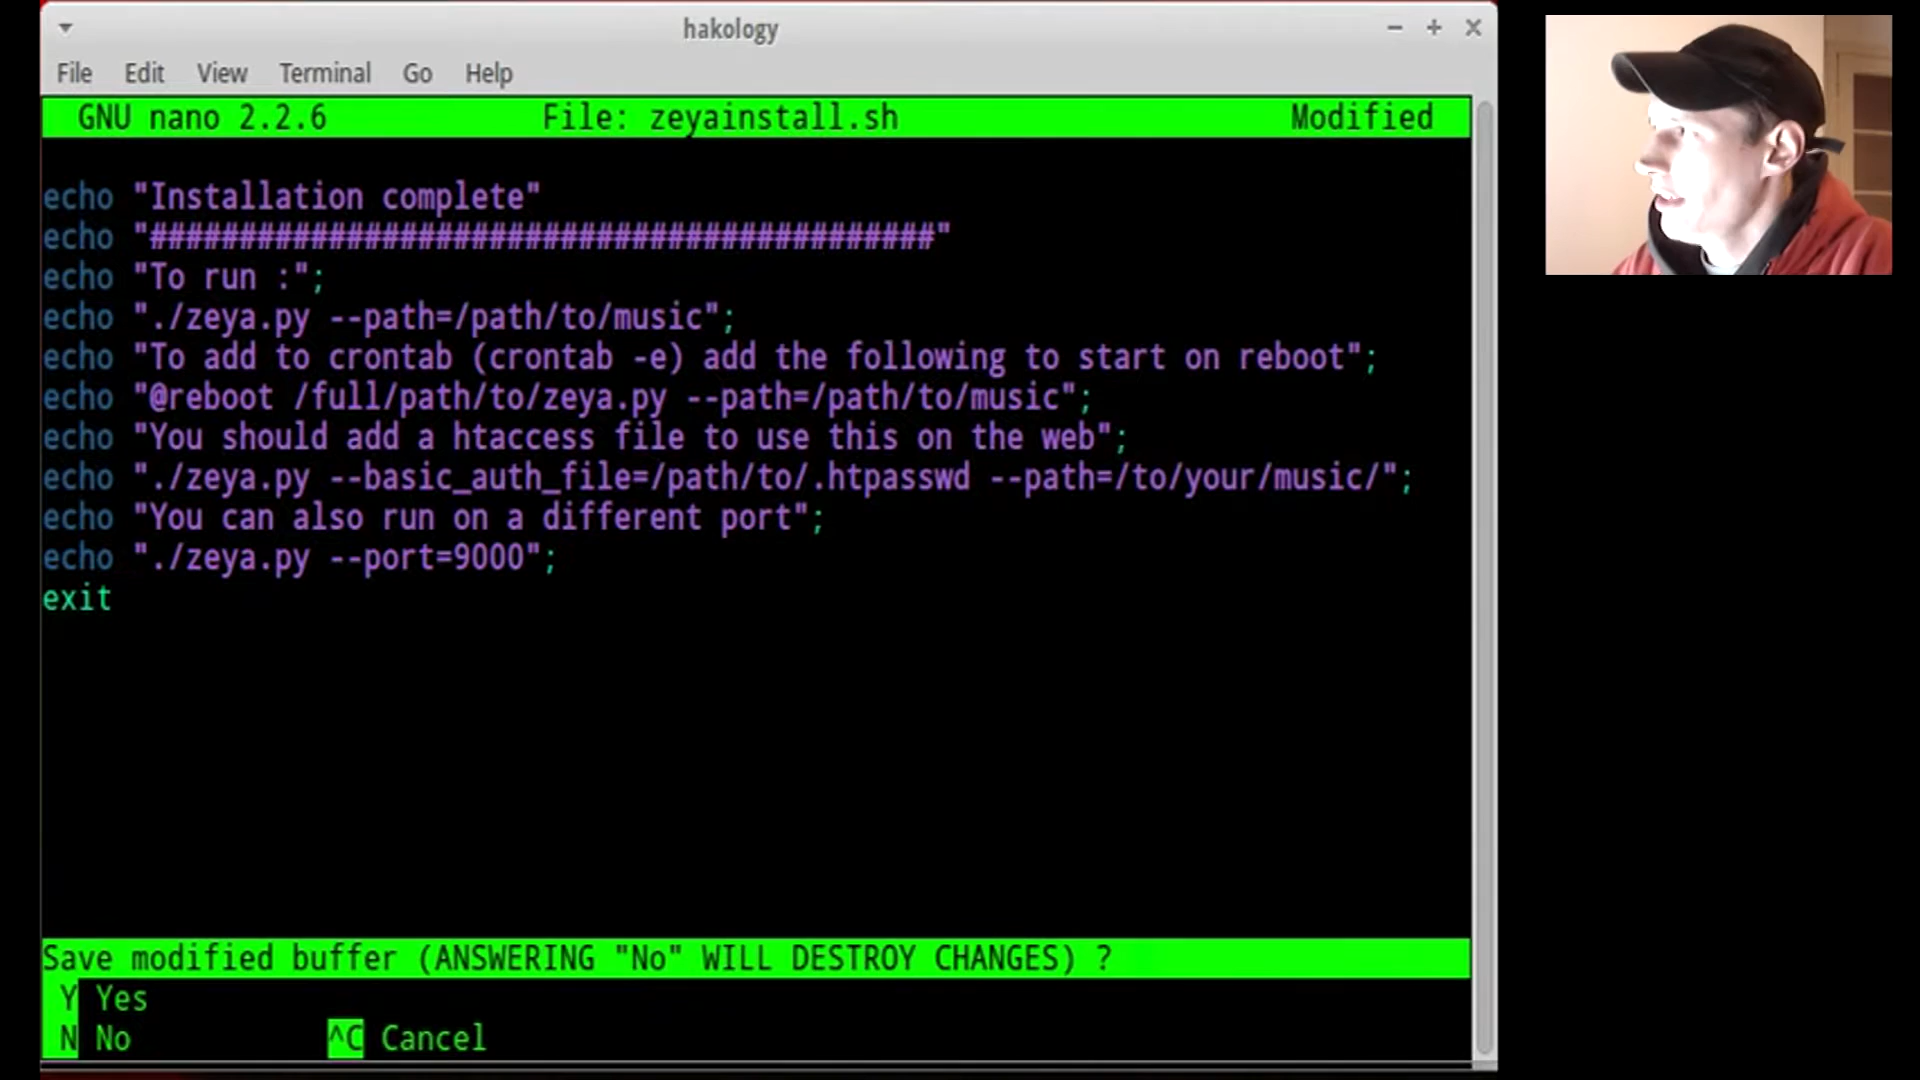 hakology
File Edit View Terminal Go Help
GNU nano 2.2.6 File: zeyainstall.sh Modified
echo "Installation complete"
echo "############################################"
echo "To run :";
echo "./zeya.py --path=/path/to/music";
echo "To add to crontab (crontab -e) add the following to start on reboot";
echo "@reboot /full/path/to/zeya.py --path=/path/to/music";
echo "You should add a htaccess file to use this on the web";
echo "./zeya.py --basic_auth_file=/path/to/.htpasswd --path=/to/your/music/";
echo "You can also run on a different port";
echo "./zeya.py --port=9000";
exit
Save modified buffer (ANSWERING "No" WILL DESTROY CHANGES) ?
Y Yes
N No ^C Cancel